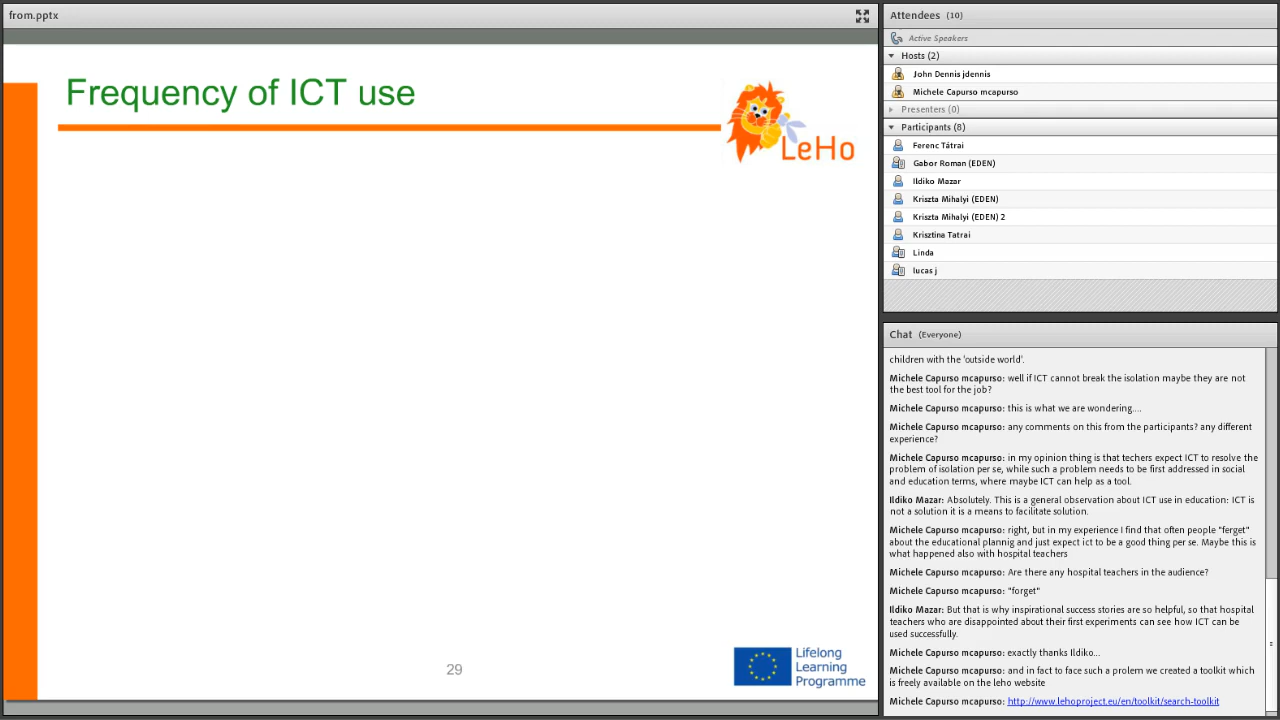 from.pptx
Frequency of ICT use
LeHo
29
Lifelong
Learning
Programme
Attendees (10)
Active Speakers
Hosts (2)
John Dennis jdennis
Michele Capurso mcapurso
Presenters (0)
Participants (8)
Ferenc Tátrai
Gabor Roman (EDEN)
Ildiko Mazar
Kriszta Mihalyi (EDEN)
Kriszta Mihalyi (EDEN) 2
Krisztina Tatrai
Linda
lucas j
Chat (Everyone)
children with the 'outside world'.
Michele Capurso mcapurso: well if ICT cannot break the isolation maybe they are not
the best tool for the job?
Michele Capurso mcapurso: this is what we are wondering....
Michele Capurso mcapurso: any comments on this from the participants? any different
experience?
Michele Capurso mcapurso: in my opinion thing is that techers expect ICT to resolve the
problem of isolation per se, while such a problem needs to be first addressed in social
and education terms, where maybe ICT can help as a tool.
Ildiko Mazar: Absolutely. This is a general observation about ICT use in education: ICT is
not a solution it is a means to facilitate solution.
Michele Capurso mcapurso: right, but in my experience I find that often people "ferget"
about the educational plannig and just expect ict to be a good thing per se. Maybe this is
what happened also with hospital teachers
Michele Capurso mcapurso: Are there any hospital teachers in the audience?
Michele Capurso mcapurso: "forget"
Ildiko Mazar: But that is why inspirational success stories are so helpful, so that hospital
teachers who are disappointed about their first experiments can see how ICT can be
used successfully.
Michele Capurso mcapurso: exactly thanks Ildiko...
Michele Capurso mcapurso: and in fact to face such a prolem we created a toolkit which
is freely available on the leho website
Michele Capurso mcapurso: http://www.lehoproject.eu/en/toolkit/search-toolkit